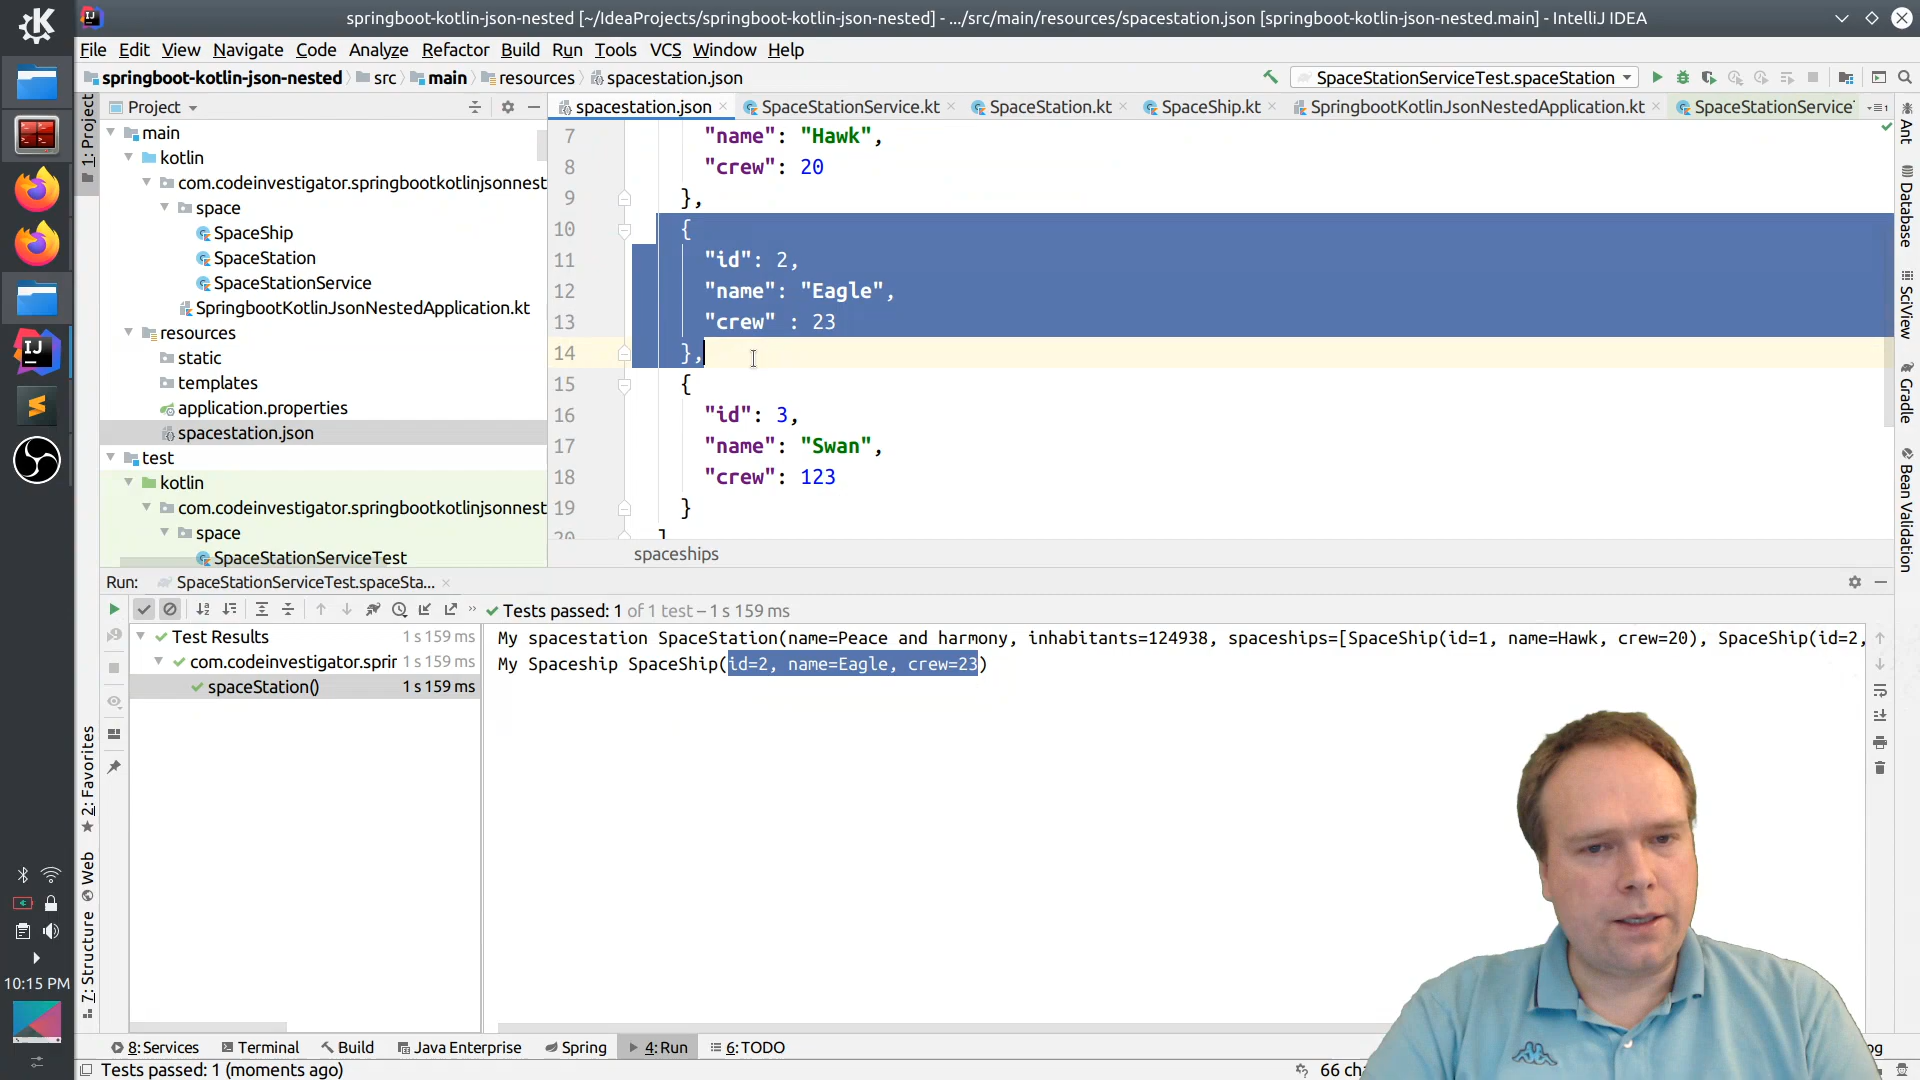 springboot-kotlin-json-nested [~/IdeaProjects/springboot-kotlin-json-nested] - .../src/main/resources/spacestation.json [springboot-kotlin-json-nested.main] - IntelliJ IDEA
File Edit View Navigate Code Analyze Refactor Build Run Tools VCS Window Help
springboot-kotlin-json-nested src main resources spacestation.json
SpaceStationServiceTest.spaceStation
Project
spacestation.json SpaceStationService.kt SpaceStation.kt SpaceShip.kt SpringbootKotlinJsonNestedApplication.kt SpaceStationService
1: Project
main
kotlin
com.codeinvestigator.springbootkotlinjsonnest
space
SpaceShip
SpaceStation
SpaceStationService
SpringbootKotlinJsonNestedApplication.kt
resources
static
templates
application.properties
spacestation.json
test
kotlin
com.codeinvestigator.springbootkotlinjsonnest
space
SpaceStationServiceTest
7 "name": "Hawk",
8 "crew": 20
9 },
10 {
11 "id": 2,
12 "name": "Eagle",
13 "crew" : 23
14 },
15 {
16 "id": 3,
17 "name": "Swan",
18 "crew": 123
19 }
20 ]
spaceships
Ant
Database
SciView
Gradle
Bean Validation
Run: SpaceStationServiceTest.spaceSta...
Tests passed: 1 of 1 test – 1 s 159 ms
Test Results 1 s 159 ms
com.codeinvestigator.sprir 1 s 159 ms
spaceStation() 1 s 159 ms
My spacestation SpaceStation(name=Peace and harmony, inhabitants=124938, spaceships=[SpaceShip(id=1, name=Hawk, crew=20), SpaceShip(id=2,
My Spaceship SpaceShip(id=2, name=Eagle, crew=23)
2: Favorites
Web
7: Structure
10:15 PM
8: Services Terminal Build Java Enterprise Spring 4: Run 6: TODO
Tests passed: 1 (moments ago)
66 cha